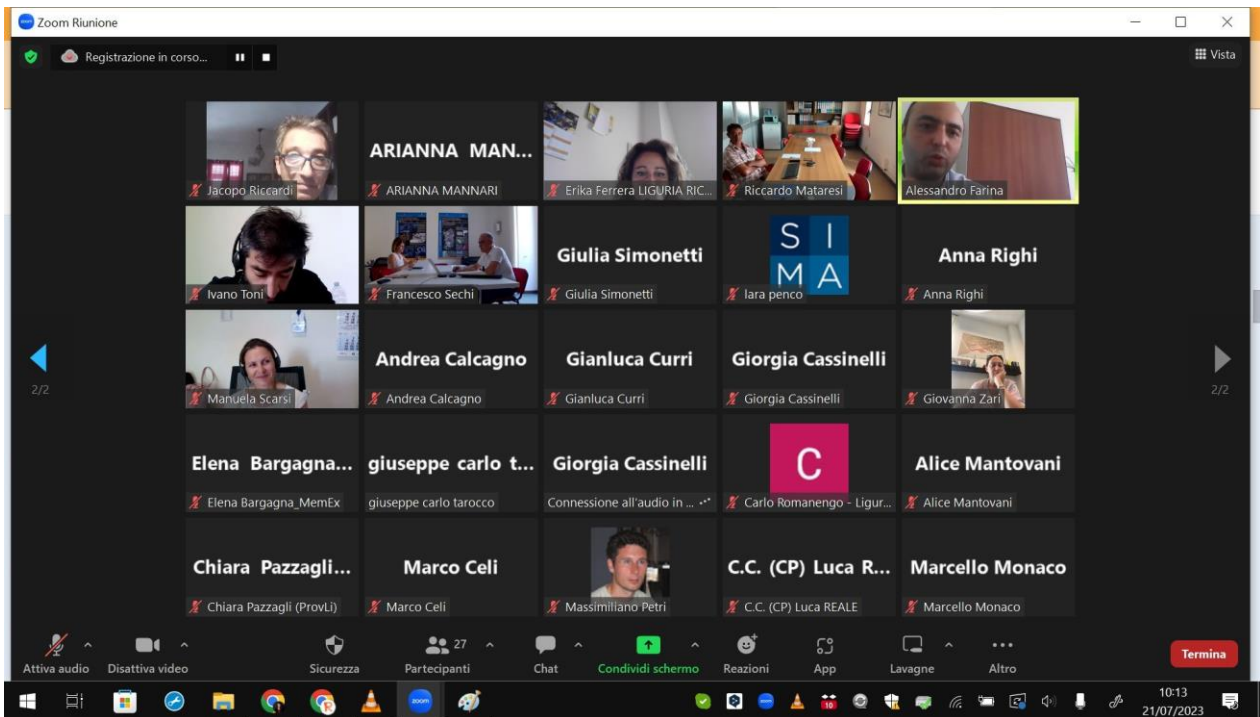 Zoom Riunione
Registrazione in corso...
Vista
Jacopo Riccardi
ARIANNA MAN...
ARIANNA MANNARI
Erika Ferrera LIGURIA RIC...
Riccardo Mataresi
Alessandro Farina
Ivano Toni
Francesco Sechi
Giulia Simonetti
Giulia Simonetti
S I
M A
Iara penco
Anna Righi
Anna Righi
2/2
Manuela Scarsi
Andrea Calcagno
Andrea Calcagno
Gianluca Curri
Gianluca Curri
Giorgia Cassinelli
Giorgia Cassinelli
Giovanna Zari
2/2
Elena Bargagna...
Elena Bargagna_MemEx
giuseppe carlo t...
giuseppe carlo tarocco
Giorgia Cassinelli
Connessione all'audio in ...
C
Carlo Romanengo - Ligur...
Alice Mantovani
Alice Mantovani
Chiara Pazzagli...
Chiara Pazzagli (ProvLi)
Marco Celi
Marco Celi
Massimiliano Petri
C.C. (CP) Luca R...
C.C. (CP) Luca REALE
Marcello Monaco
Marcello Monaco
Attiva audio
Disattiva video
Sicurezza
27
Partecipanti
Chat
Condividi schermo
Reazioni
App
Lavagne
Altro
Termina
zoom
10
10:13
21/07/2023